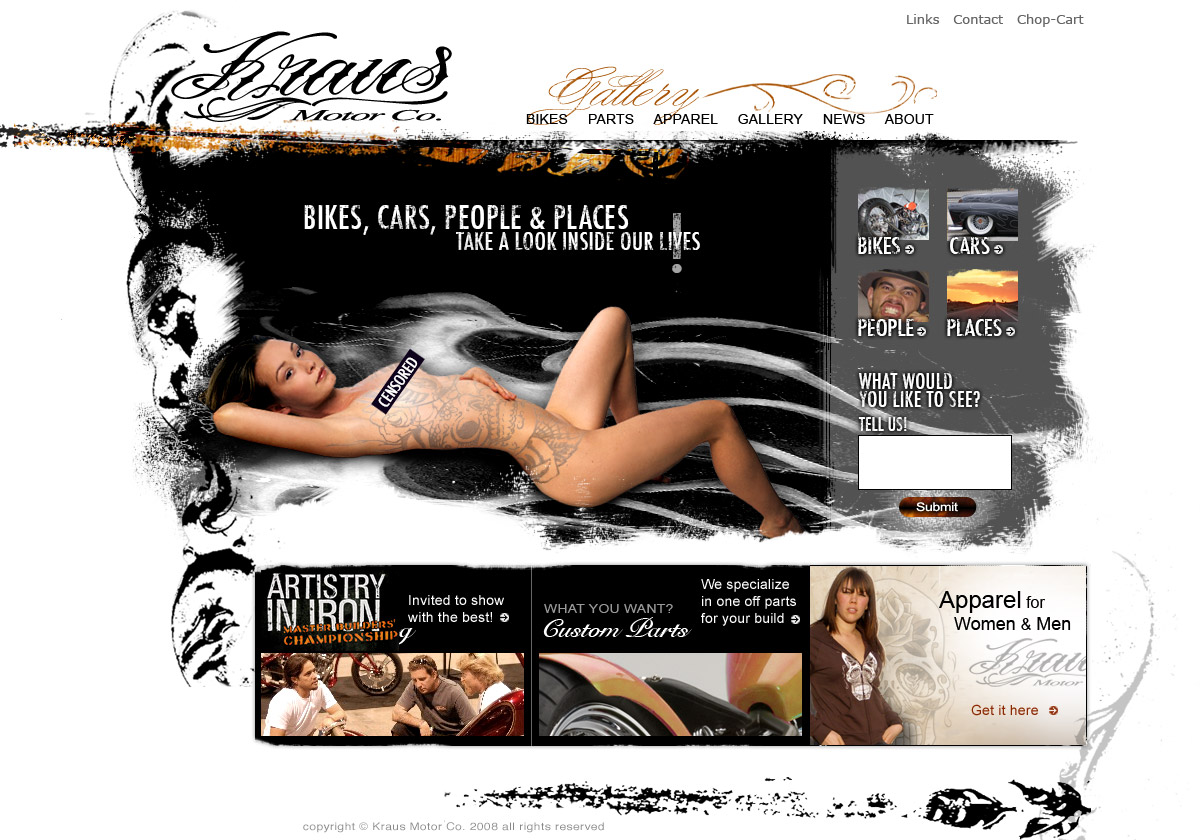 Links Contact Chop-Cart
Kraus
Motor Co.
Gallery
BIKES PARTS APPAREL GALLERY NEWS ABOUT
BIKES, CARS, PEOPLE & PLACES
TAKE A LOOK INSIDE OUR LIVES
!
BIKES CARS
PEOPLE PLACES
CENSORED
WHAT WOULD
YOU LIKE TO SEE?
TELL US!
Submit
ARTISTRY
IN IRON
MASTER BUILDERS'
CHAMPIONSHIP
g
Invited to show
with the best!
WHAT YOU WANT?
Custom Parts
We specialize
in one off parts
for your build
Apparel for
Women & Men
Kraus
Motor Co.
Get it here
copyright © Kraus Motor Co. 2008 all rights reserved